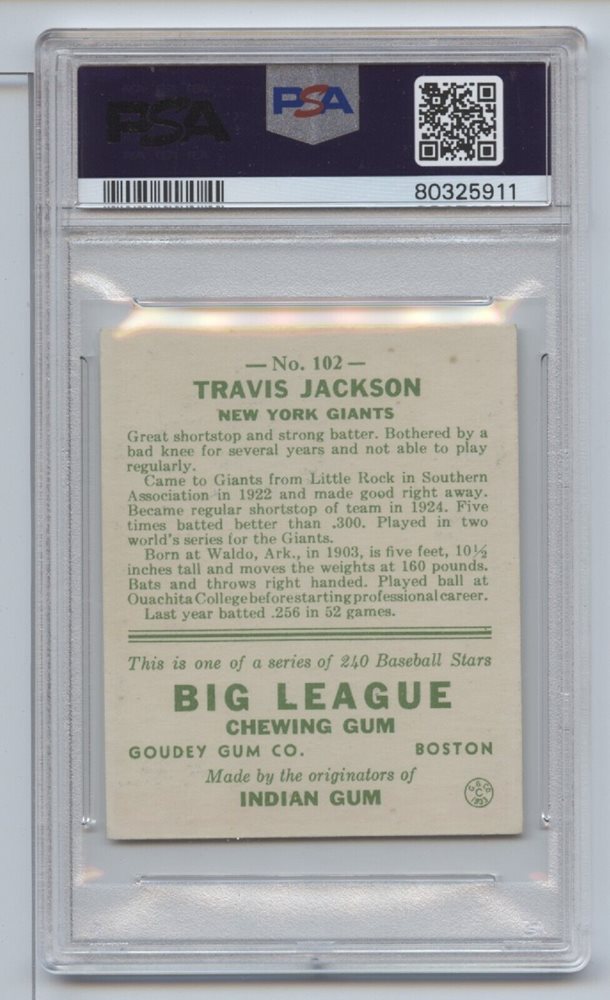 PSA
PSA
80325911
— No. 102 —
TRAVIS JACKSON
NEW YORK GIANTS
Great shortstop and strong batter. Bothered by a
bad knee for several years and not able to play
regularly.
Came to Giants from Little Rock in Southern
Association in 1922 and made good right away.
Became regular shortstop of team in 1924. Five
times batted better than .300. Played in two
world's series for the Giants.
Born at Waldo, Ark., in 1903, is five feet, 10½
inches tall and moves the weights at 160 pounds.
Bats and throws right handed. Played ball at
Ouachita College before starting professional career.
Last year batted .256 in 52 games.
This is one of a series of 240 Baseball Stars
BIG LEAGUE
CHEWING GUM
GOUDEY GUM CO. BOSTON
Made by the originators of
INDIAN GUM
G. G. CO.
C
1933